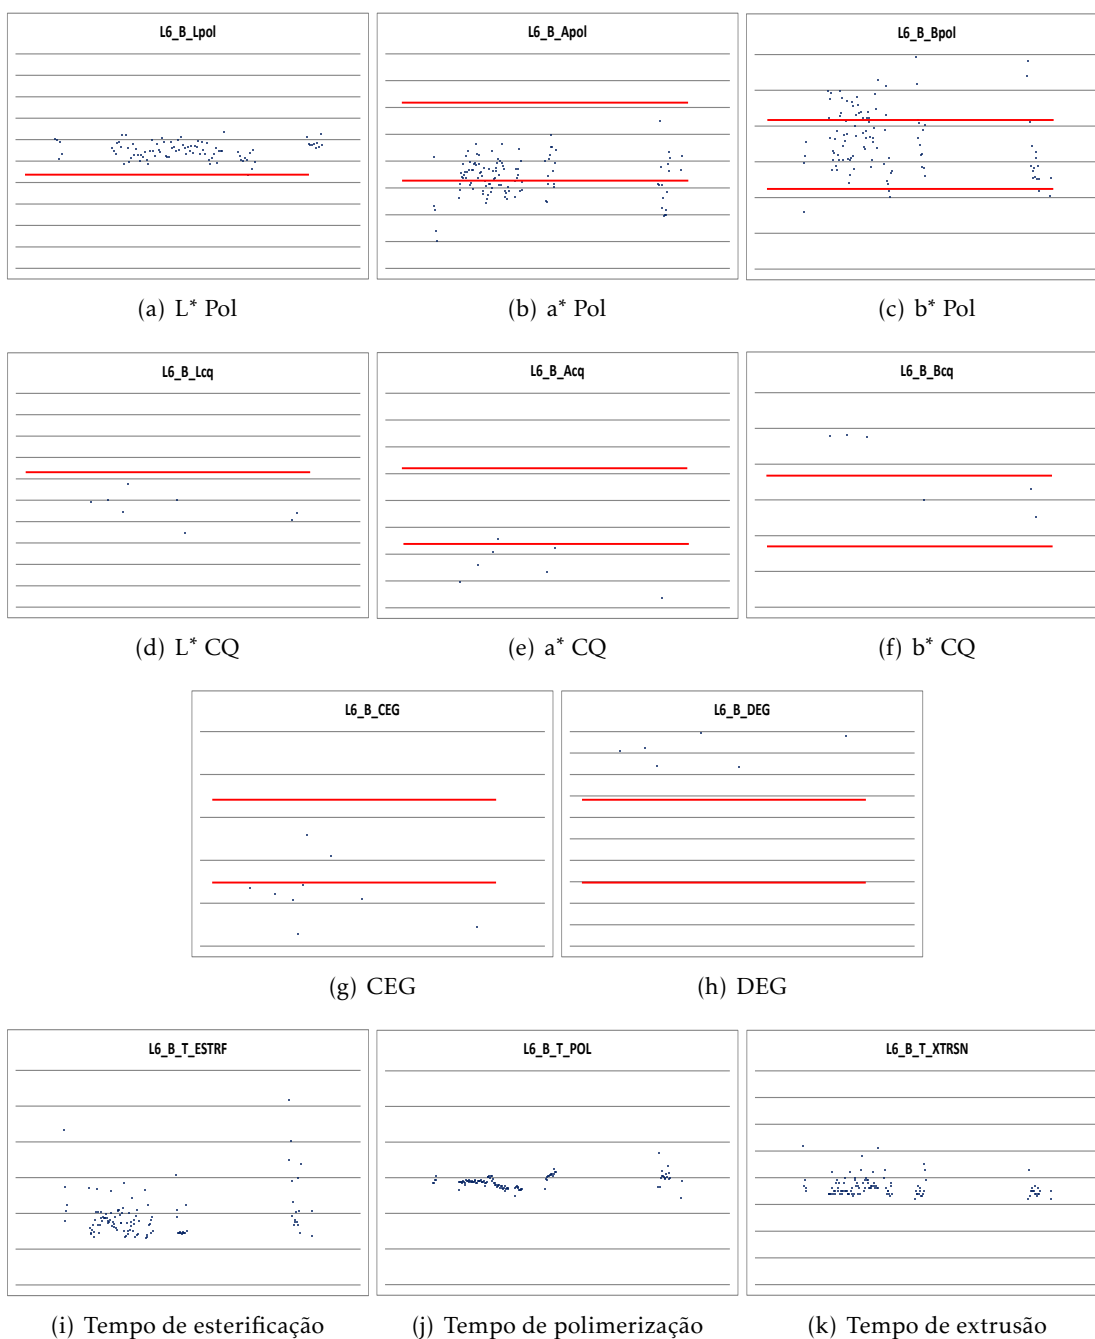 L6_B_Lpol
L6_B_Apol
L6_B_Bpol
(a) L* Pol
(b) a* Pol
(c) b* Pol
L6_B_Lcq
L6_B_Acq
L6_B_Bcq
(d) L* CQ
(e) a* CQ
(f) b* CQ
L6_B_CEG
L6_B_DEG
(g) CEG
(h) DEG
L6_B_T_ESTRF
L6_B_T_POL
L6_B_T_XTRSN
(i) Tempo de esterificação
(j) Tempo de polimerização
(k) Tempo de extrusão